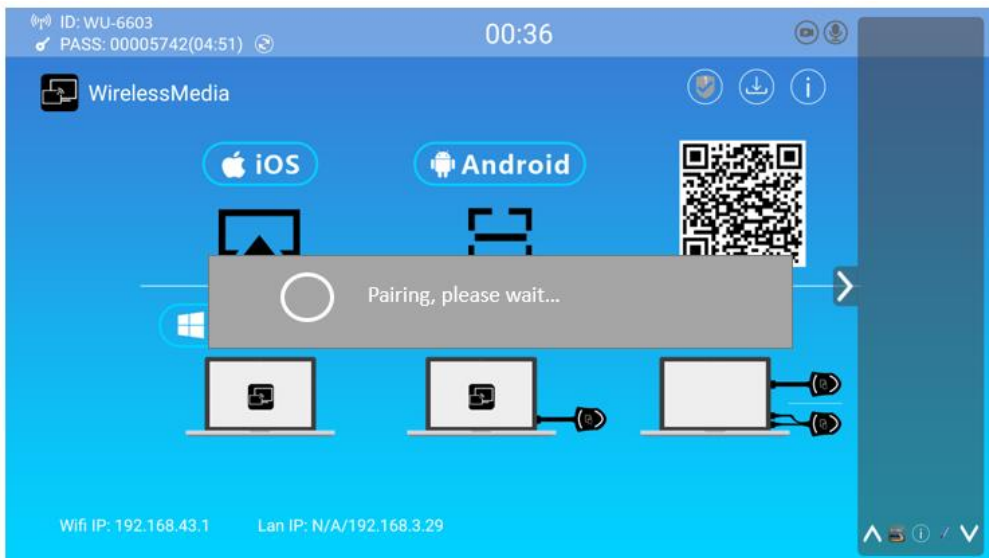 ID: WU-6603
PASS: 00005742(04:51)
00:36
WirelessMedia
iOS
Android
Pairing, please wait...
Wifi IP: 192.168.43.1
Lan IP: N/A/192.168.3.29